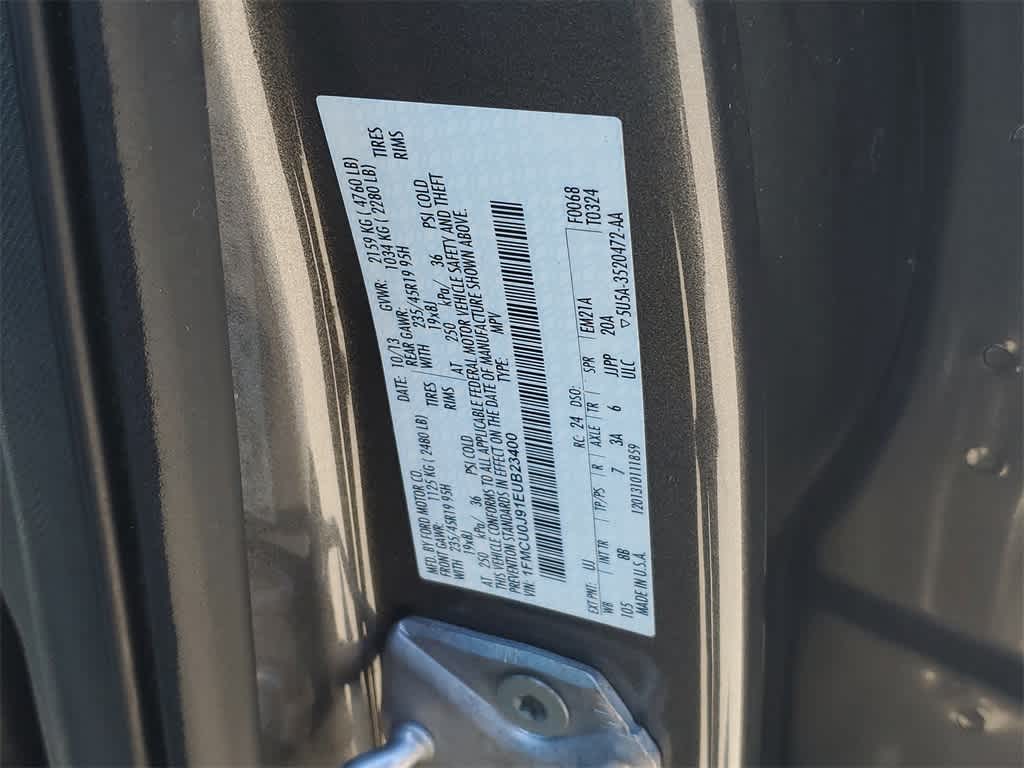 MFD. BY FORD MOTOR CO. DATE: 10/13 GVWR: 2159 KG ( 4760 LB)
FRONT GAWR: 1125 KG ( 2480 LB) REAR GAWR: 1034 KG ( 2280 LB)
235/45R19 95H TIRES WITH 235/45R19 95H TIRES
WITH 19x8J RIMS 19x8J RIMS
AT 250 kPa/ 36 PSI COLD AT 250 kPa/ 36 PSI COLD
THIS VEHICLE CONFORMS TO ALL APPLICABLE FEDERAL MOTOR VEHICLE SAFETY AND THEFT
PREVENTION STANDARDS IN EFFECT ON THE DATE OF MANUFACTURE SHOWN ABOVE.
VIN: 1FMCU0J91EUB23400 TYPE: MPV
EXT PNT: UJ RC: 24 DSO: F0068
WB INT TR TP/PS R AXLE TR SPR EM21A T0324
105 BB 7 3A 6 JJPP 20A
MADE IN U.S.A. 120131011859 ULC 5U5A-3520472-AA